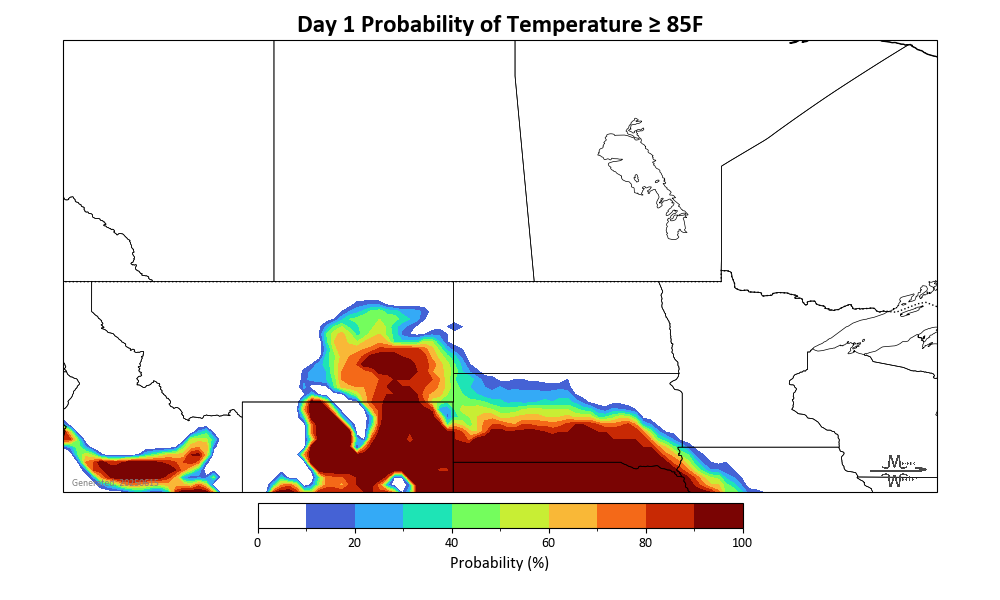 Day 1 Probability of Temperature ≥ 85F
M
W
0 20 40 60 80 100
Probability (%)